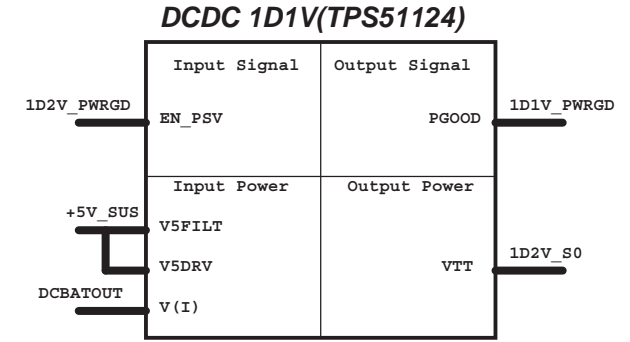 DCDC 1D1V(TPS51124)
Input Signal
Output Signal
1D2V_PWRGD
EN_PSV
PGOOD
1D1V_PWRGD
Input Power
Output Power
+5V_SUS
V5FILT
V5DRV
VTT
1D2V_S0
DCBATOUT
V(I)